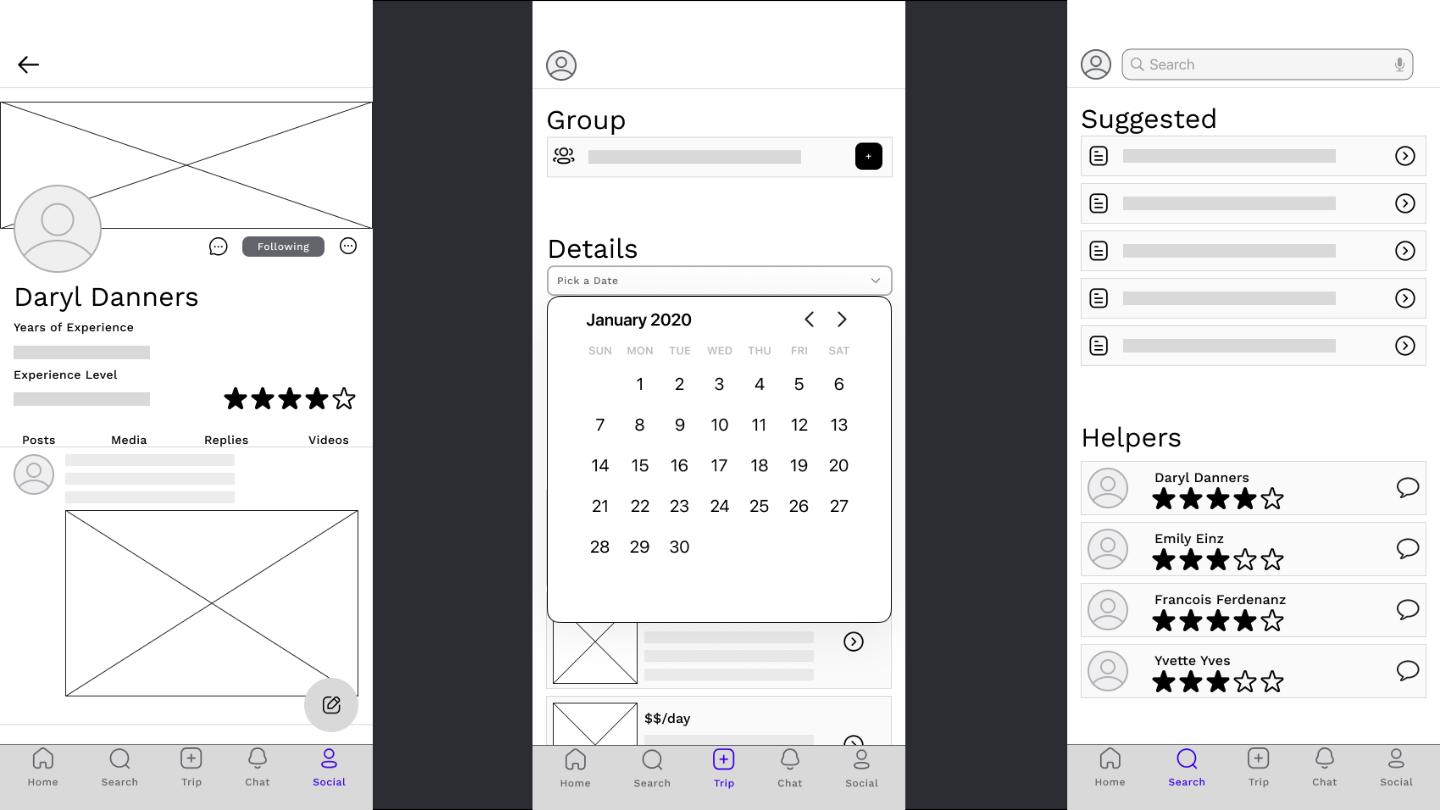 Following
Daryl Danners
Years of Experience
Experience Level
Posts Media Replies Videos
Home Search Trip Chat Social
Group
+
Details
Pick a Date
January 2020
SUN MON TUE WED THU FRI SAT
1 2 3 4 5 6
7 8 9 10 11 12 13
14 15 16 17 18 19 20
21 22 23 24 25 26 27
28 29 30
$$/day
Home Search Trip Chat Social
Search
Suggested
Helpers
Daryl Danners
Emily Einz
Francois Ferdenanz
Yvette Yves
Home Search Trip Chat Social